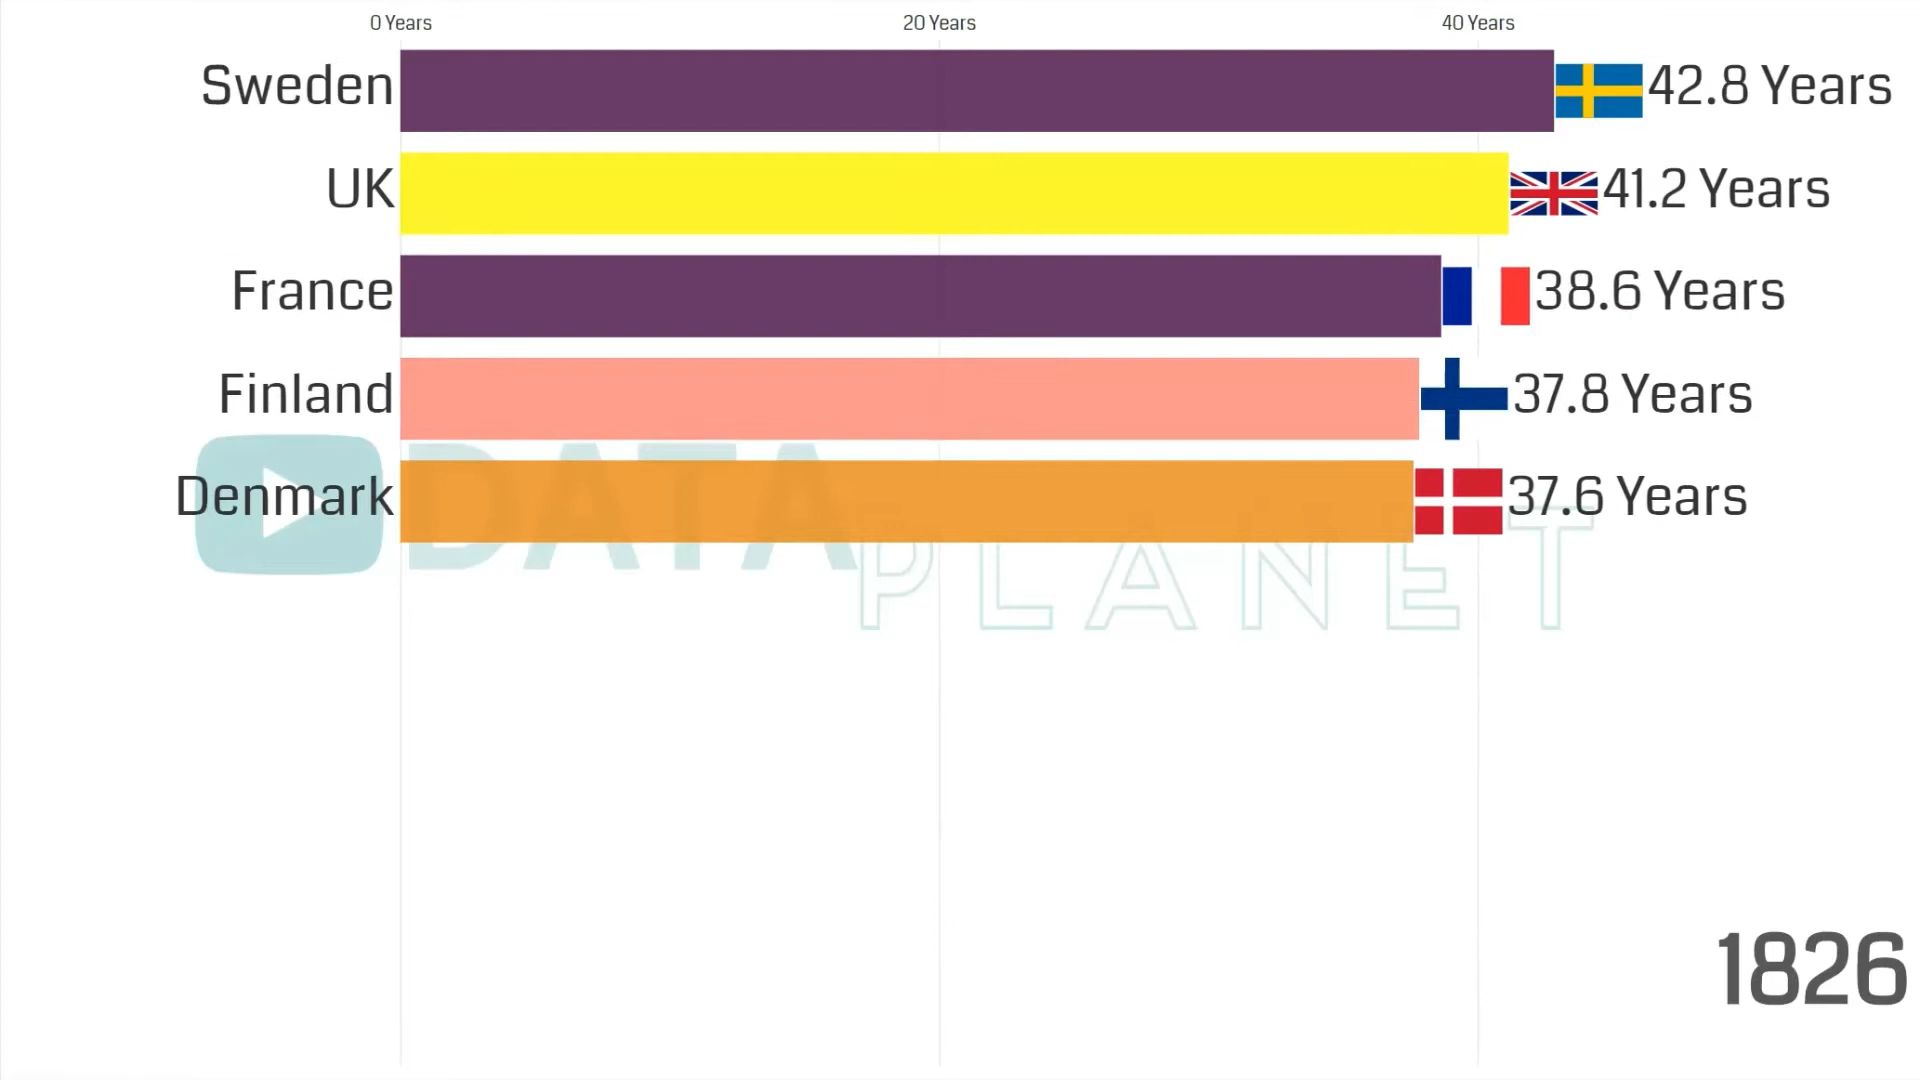 0 Years 20 Years 40 Years
Sweden 42.8 Years
UK 41.2 Years
France 38.6 Years
Finland 37.8 Years
Denmark 37.6 Years
DATA
PLANET
1826